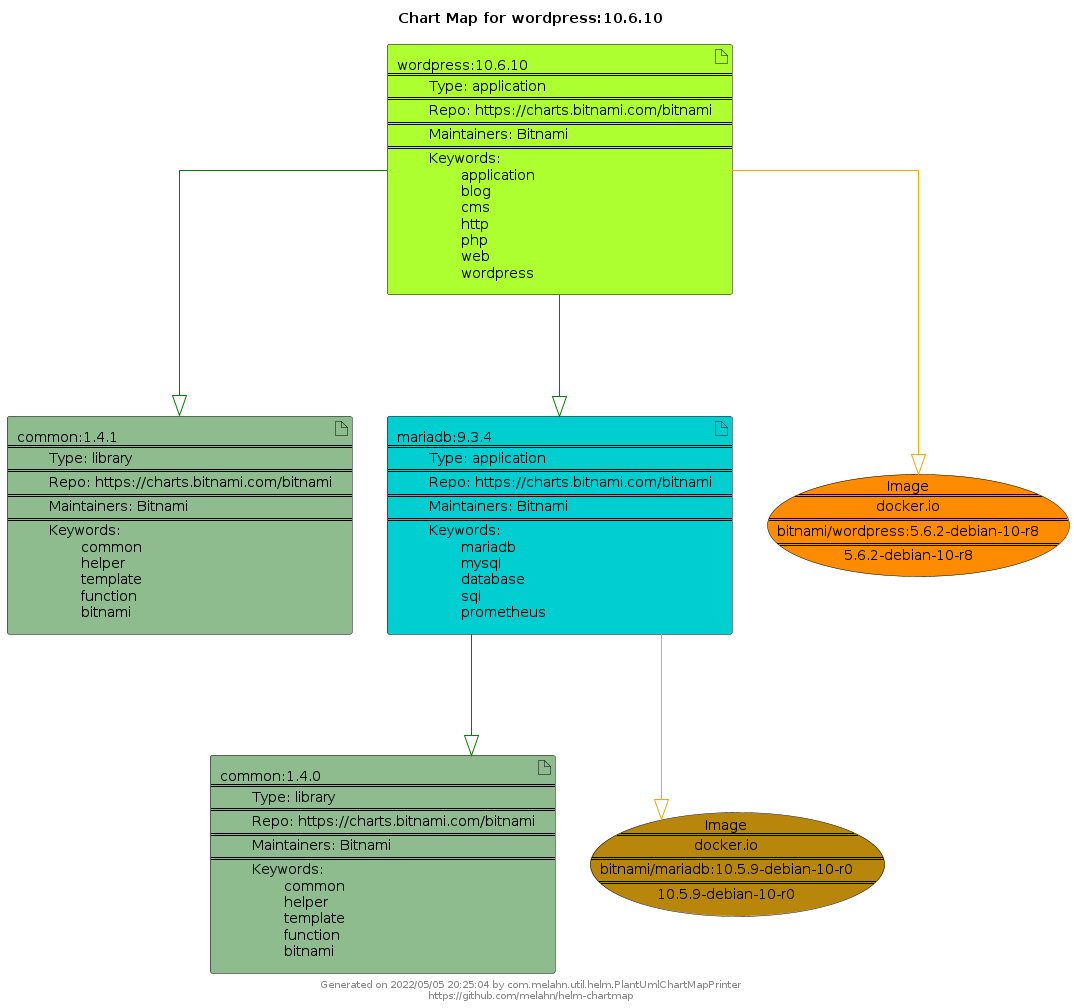 Chart Map for wordpress:10.6.10
wordpress:10.6.10
Type: application
Repo: https://charts.bitnami.com/bitnami
Maintainers: Bitnami
Keywords:
application
blog
cms
http
php
web
wordpress
common:1.4.1
Type: library
Repo: https://charts.bitnami.com/bitnami
Maintainers: Bitnami
Keywords:
common
helper
template
function
bitnami
mariadb:9.3.4
Type: application
Repo: https://charts.bitnami.com/bitnami
Maintainers: Bitnami
Keywords:
mariadb
mysql
database
sql
prometheus
Image
docker.io
bitnami/wordpress:5.6.2-debian-10-r8
5.6.2-debian-10-r8
common:1.4.0
Type: library
Repo: https://charts.bitnami.com/bitnami
Maintainers: Bitnami
Keywords:
common
helper
template
function
bitnami
Image
docker.io
bitnami/mariadb:10.5.9-debian-10-r0
10.5.9-debian-10-r0
Generated on 2022/05/05 20:25:04 by com.melahn.util.helm.PlantUmlChartMapPrinter
https://github.com/melahn/helm-chartmap